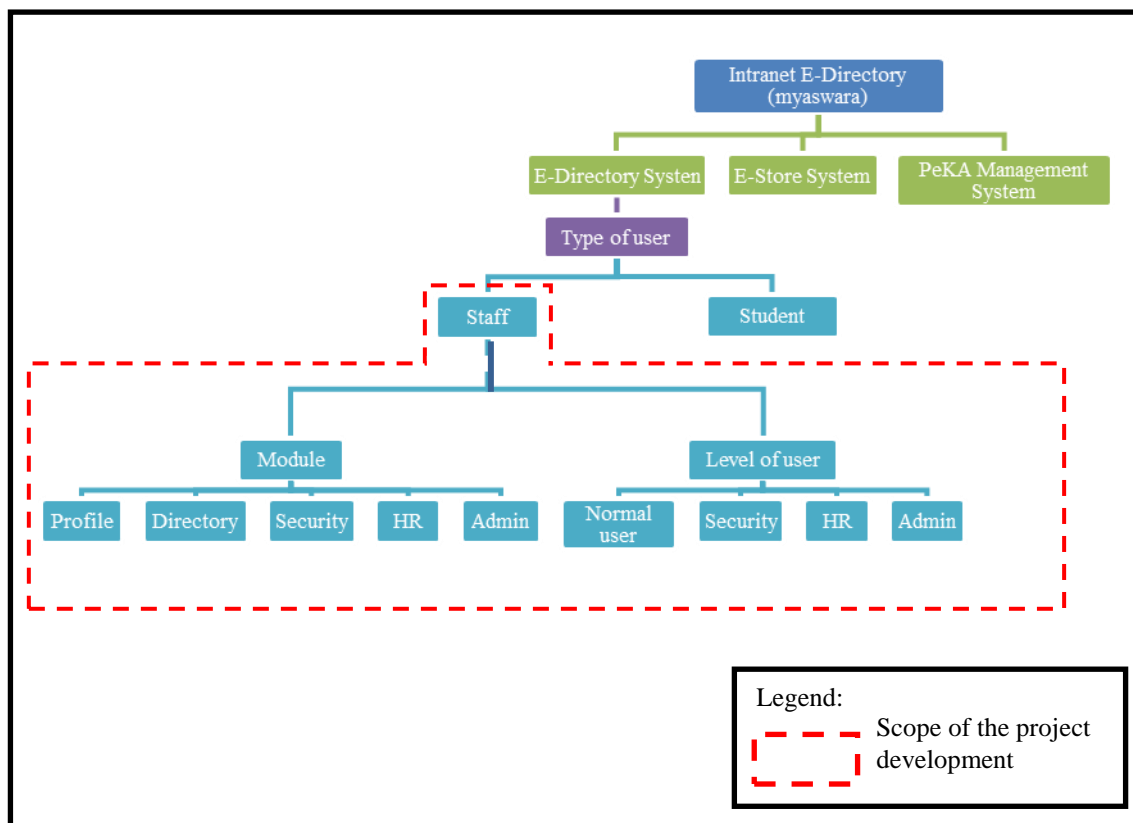 Intranet E-Directory
(myaswara)
E-Directory Systen
E-Store System
PeKA Management
System
Type of user
Staff
Student
Module
Level of user
Profile
Directory
Security
HR
Admin
Normal
user
Security
HR
Admin
Legend:
Scope of the project
development